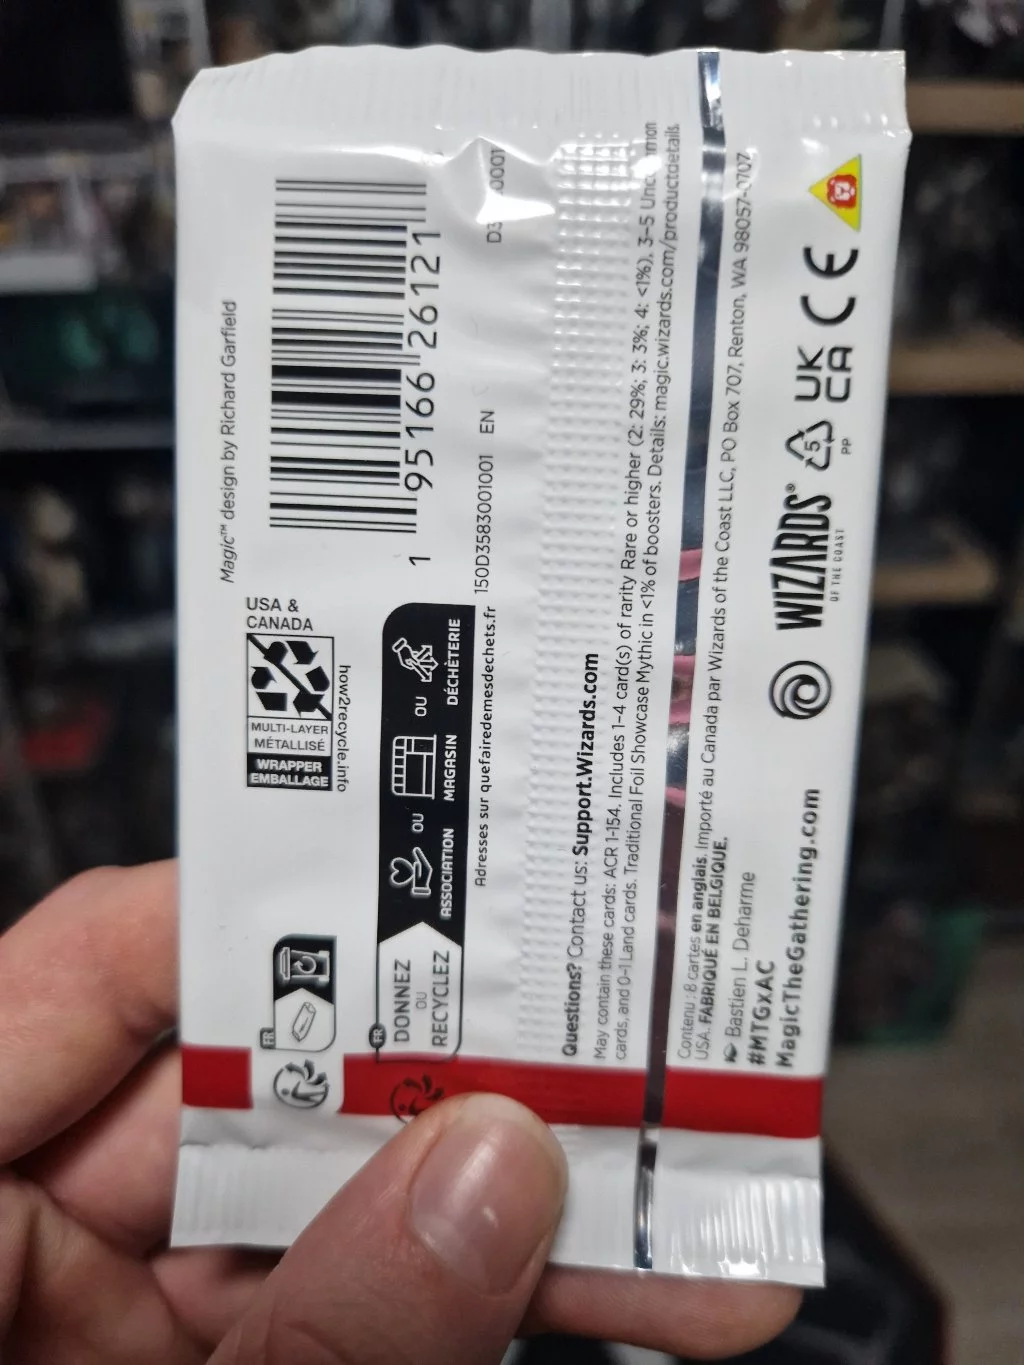 Magic™ design by Richard Garfield
1 95166 26121
USA &
CANADA
MULTI-LAYER
MÉTALLISÉ
WRAPPER
EMBALLAGE
how2recycle.info
FR
FR
DONNEZ
OU
RECYCLEZ
ASSOCIATION
OU
MAGASIN
OU
DÉCHÈTERIE
Adresses sur quefairedemesdechets.fr
150D3583001001 EN
Questions? Contact us: Support.Wizards.com
May contain these cards: ACR 1-154. Includes 1–4 card(s) of rarity Rare or higher (2: 29%; 3: 3%; 4: <1%), 3–5 Uncommon
cards, and 0–1 Land cards. Traditional Foil Showcase Mythic in <1% of boosters. Details: magic.wizards.com/productdetails.
Contenu : 8 cartes en anglais. Importé au Canada par Wizards of the Coast LLC, PO Box 707, Renton, WA 98057-0707,
USA. FABRIQUÉ EN BELGIQUE.
Bastien L. Deharme
#MTGxAC
MagicTheGathering.com
WIZARDS®
OF THE COAST
5
PP
UK
CA
CE